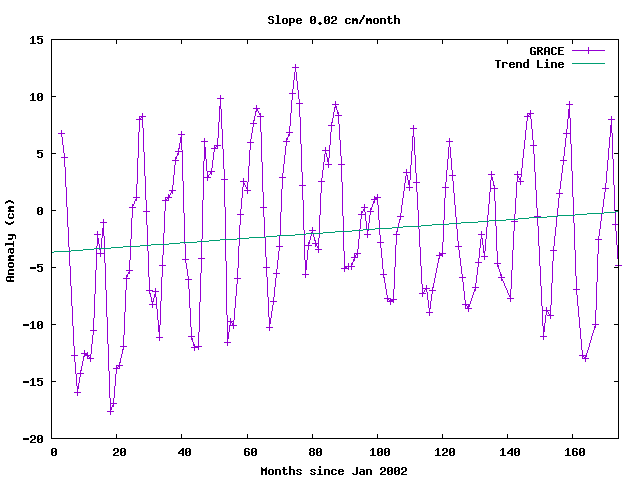 Slope 0.02 cm/month
GRACE
Trend Line
15
10
5
0
-5
-10
-15
-20
Anomaly (cm)
0 20 40 60 80 100 120 140 160
Months since Jan 2002